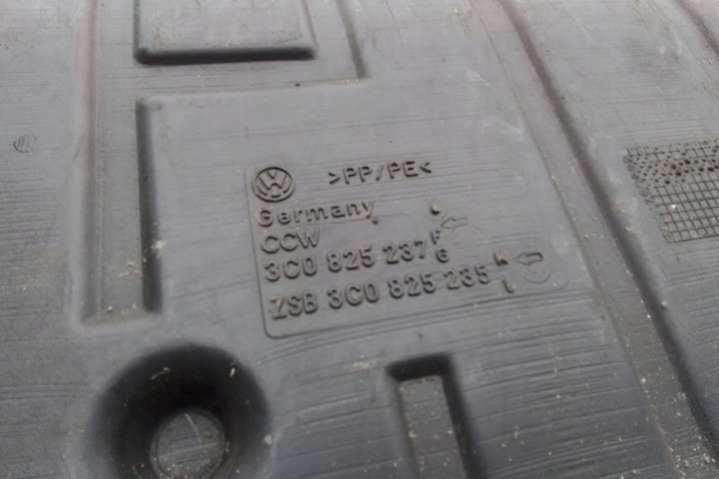 >PP/PE<
Germany
CCW
3C0 825 237 F G
ZSB 3C0 825 235 K L